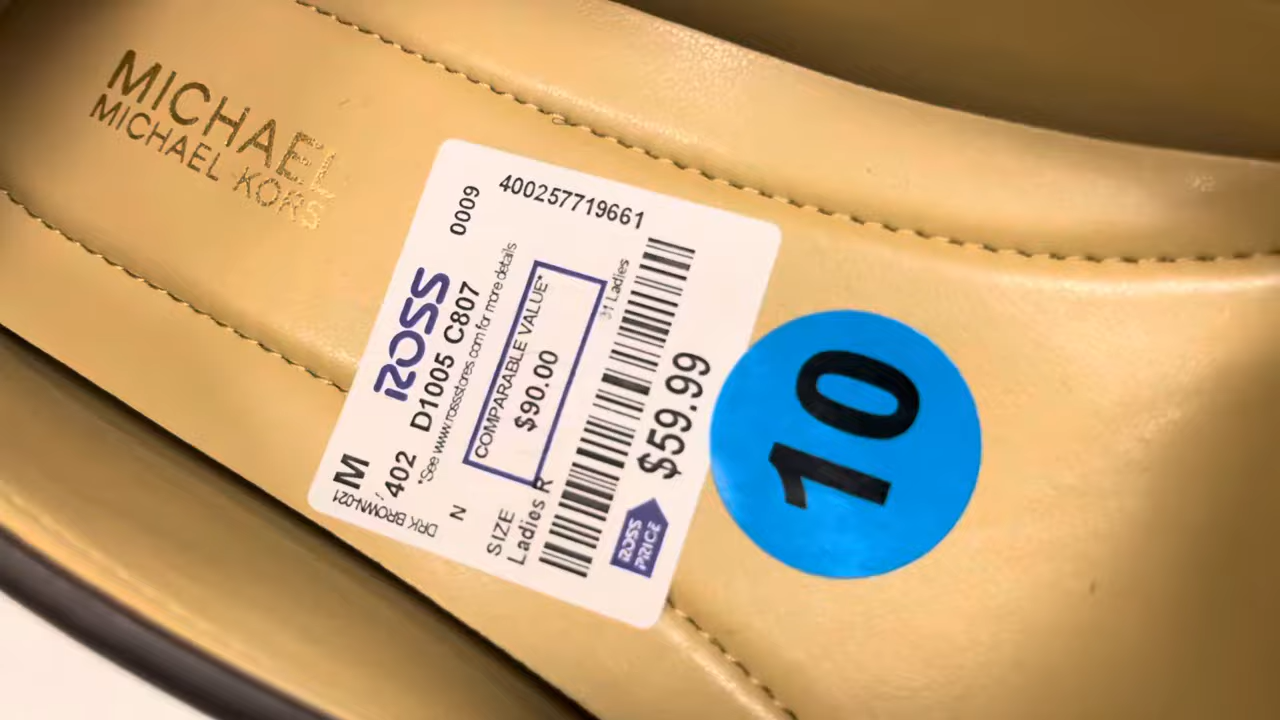 MICHAEL
MICHAEL KORS
400257719661
0009
ROSS
D1005 C807
*See www.rossstores.com for more details
COMPARABLE VALUE*
$90.00
31 Ladies
$59.99
ROSS
PRICE
M
402
DRK BROWN-021
N
SIZE
Ladies R
10